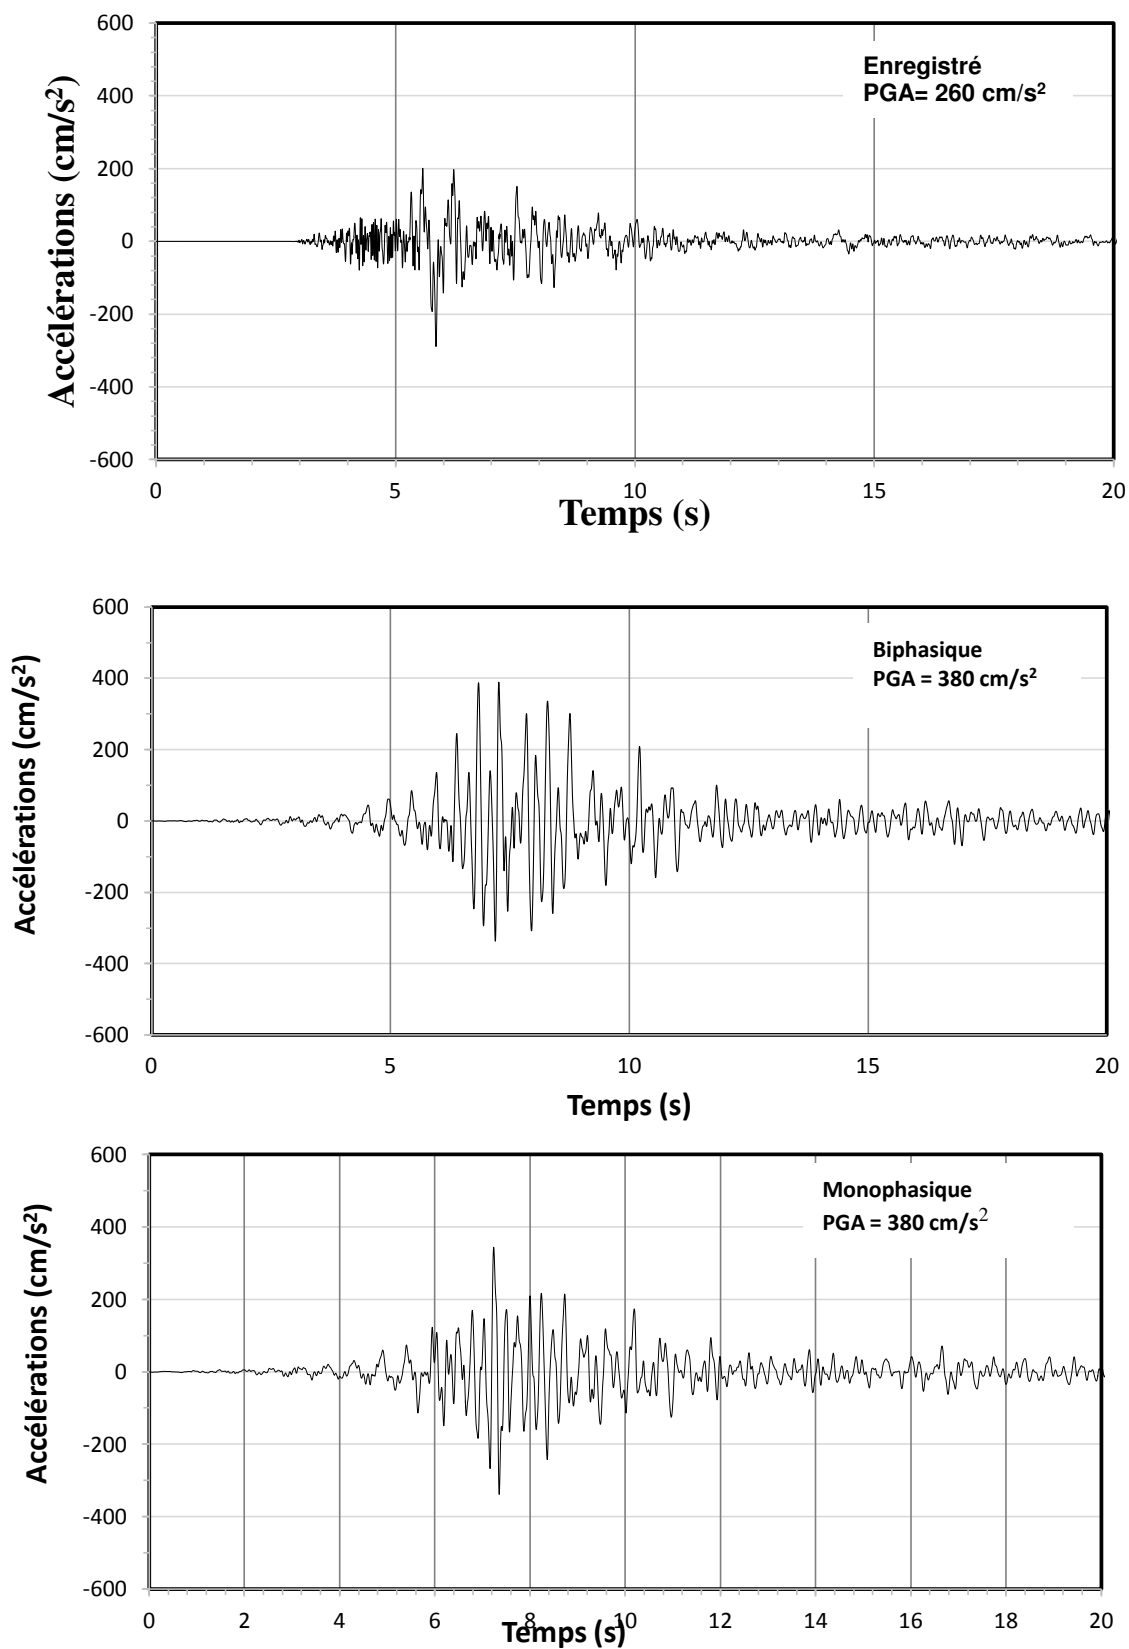 600
400
200
0
-200
-400
-600
Accélérations (cm/s²)
Enregistré
PGA= 260 cm/s²
0 5 10 15 20
Temps (s)
600
400
200
0
-200
-400
-600
Accélérations (cm/s²)
Biphasique
PGA = 380 cm/s²
0 5 10 15 20
Temps (s)
600
400
200
0
-200
-400
-600
Accélérations (cm/s²)
Monophasique
PGA = 380 cm/s²
0 2 4 6 8 10 12 14 16 18 20
Temps (s)